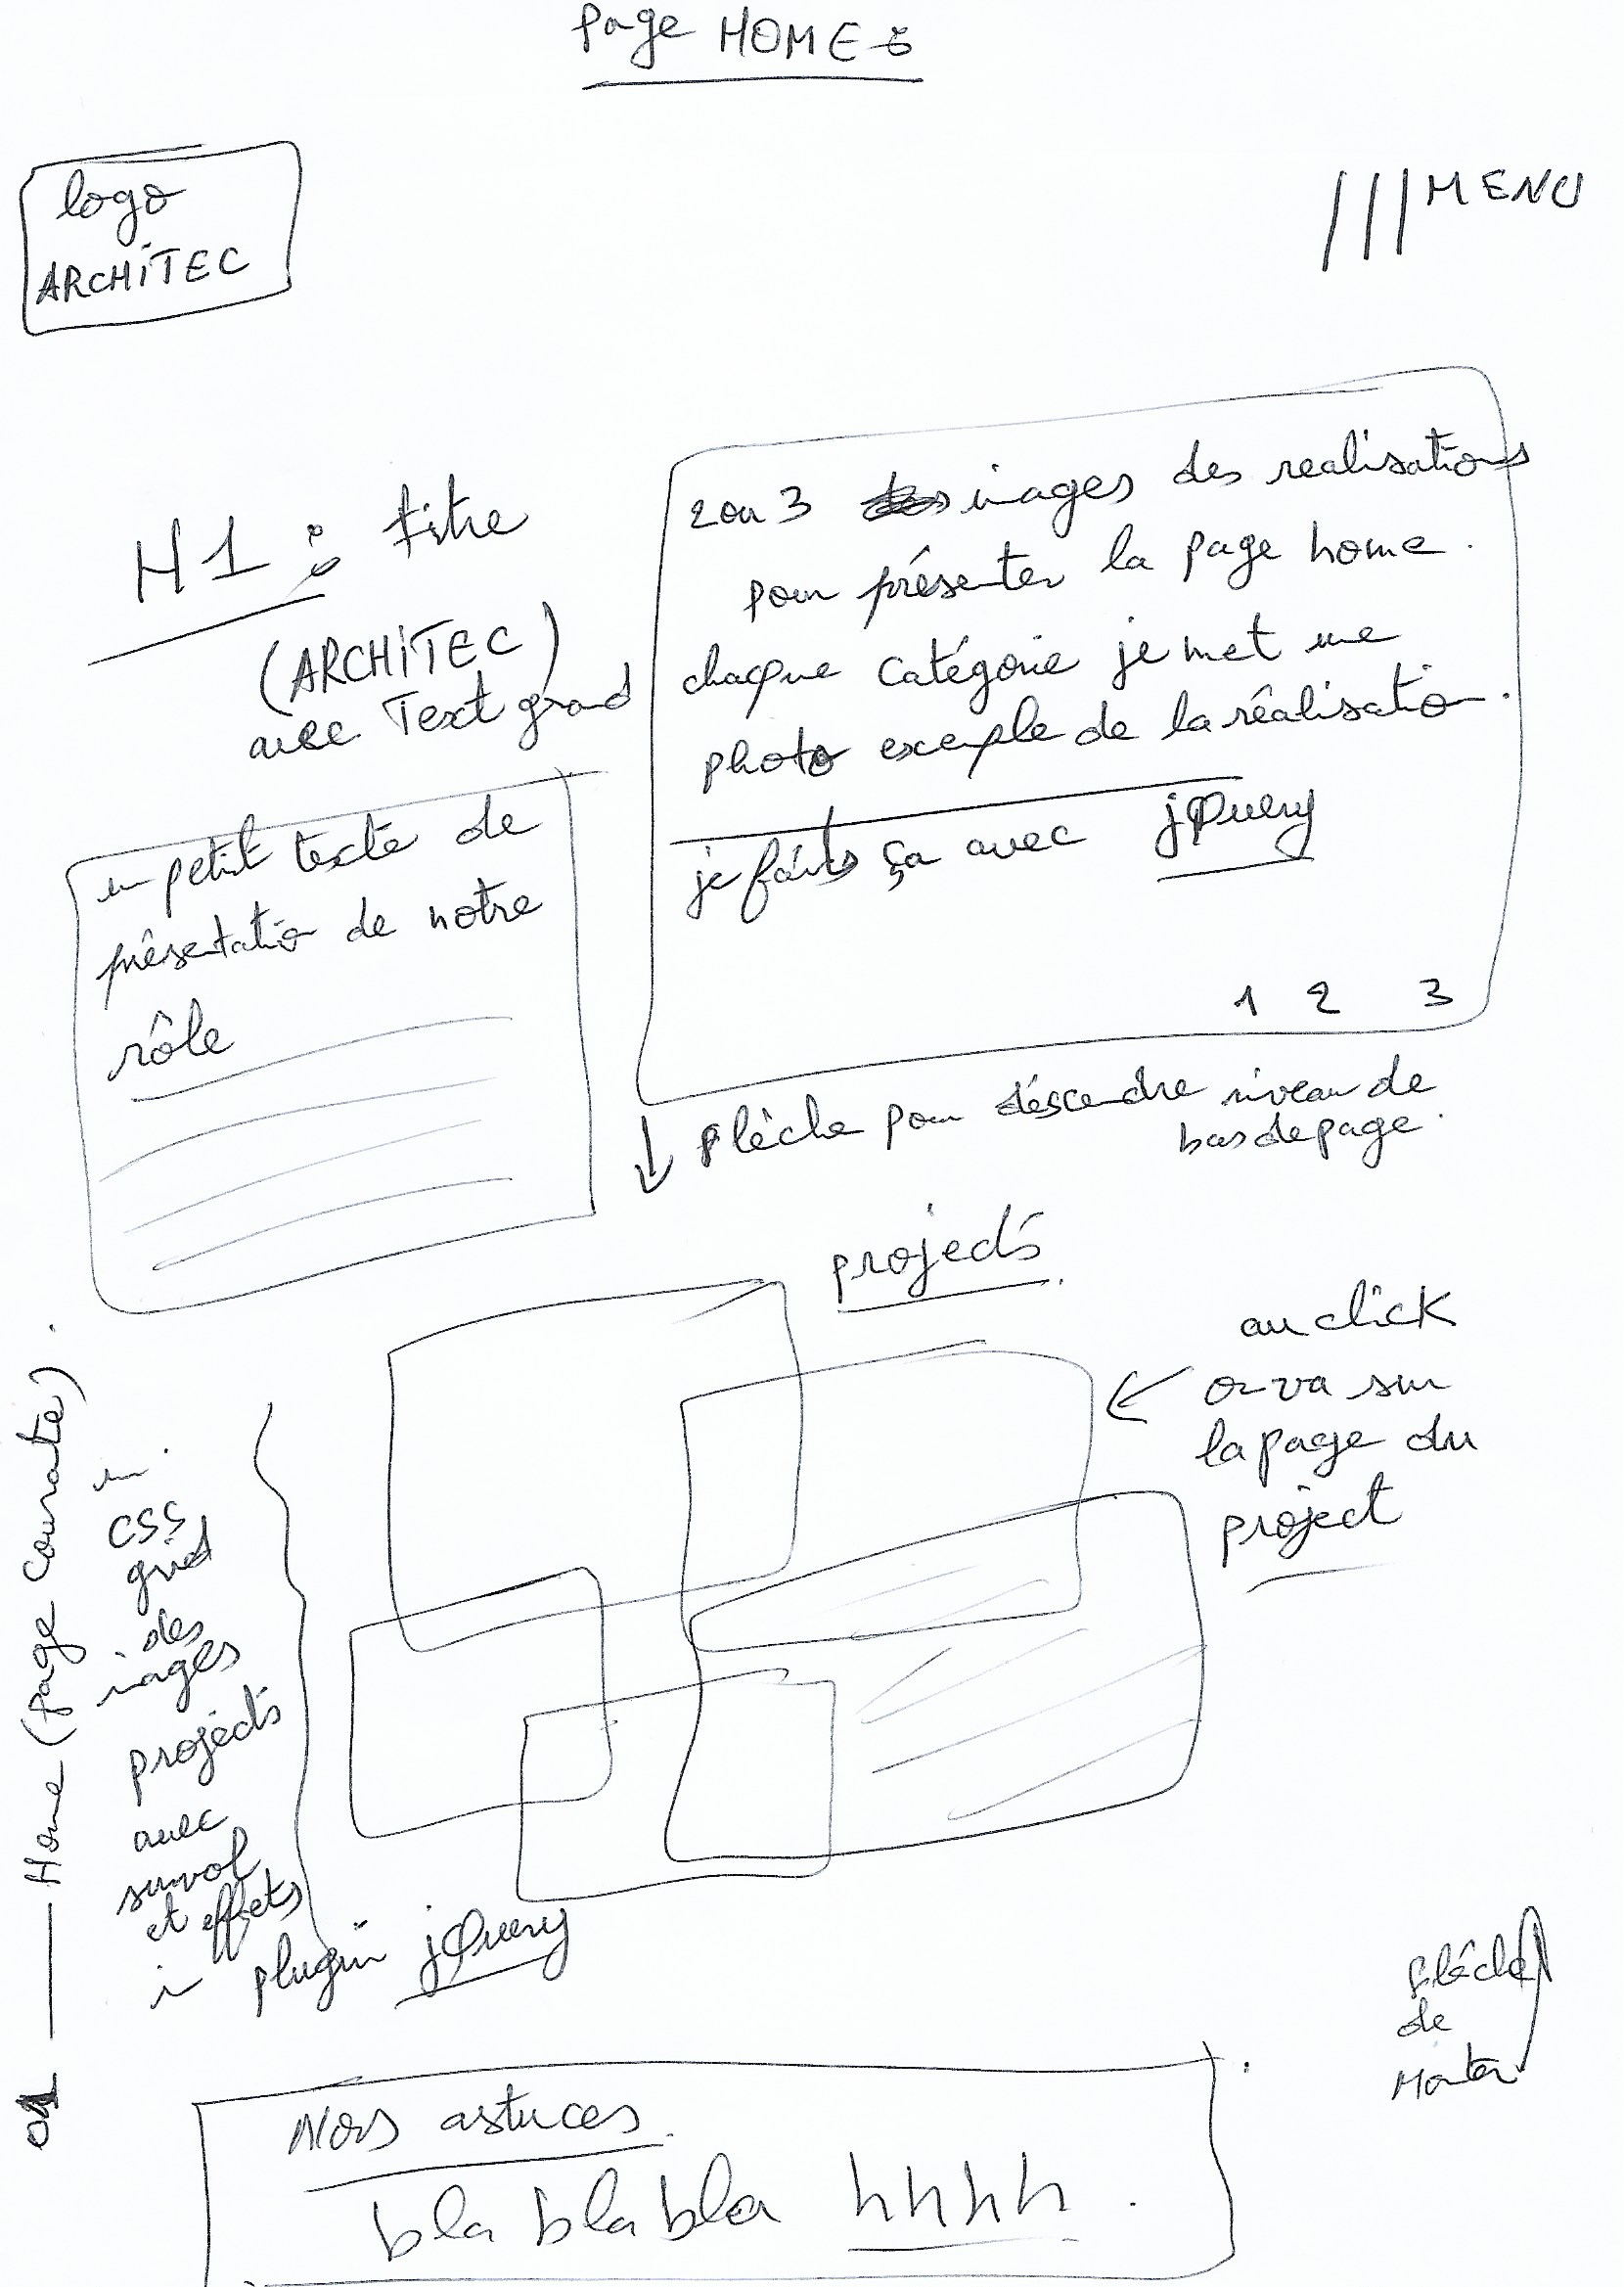 Page HOME :
logo
ARCHiTEC
MENU
H1 : titre
(ARCHiTEC)
avec Text grand
2 ou 3 images des realisations
pour présenter la page home.
chaque catégorie je met une
photo exemple de la réalisation.
je fais ça avec jQuery
1 2 3
un petit texte de
présentation de notre
rôle
flèche pour déscendre niveau de
bas de page.
projects.
au click
on va sur
la page du
project
01 Home (page courante).
en
css
grid
des
images
projects
avec
survol
et effets
in plugin jQuery
flèche
de
Monter
Nos astuces.
bla bla bla hhhh.